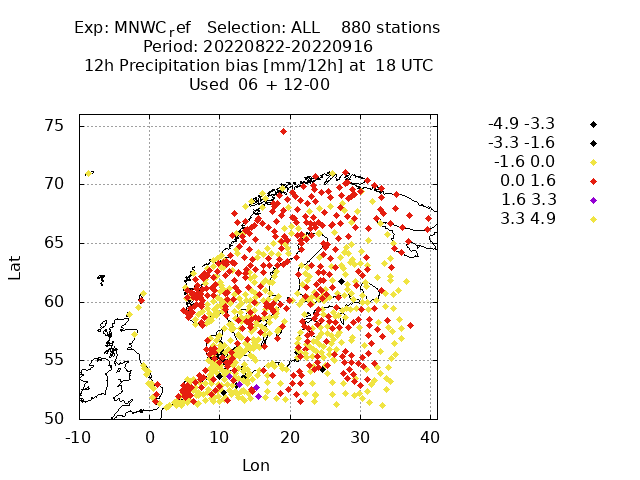 Exp: MNWC_ref   Selection: ALL    880 stations
Period: 20220822-20220916
12h Precipitation bias [mm/12h] at  18 UTC
Used  06 + 12-00
-4.9 -3.3
-3.3 -1.6
-1.6 0.0
0.0 1.6
1.6 3.3
3.3 4.9
75
70
65
60
55
50
Lat
-10 0 10 20 30 40
Lon